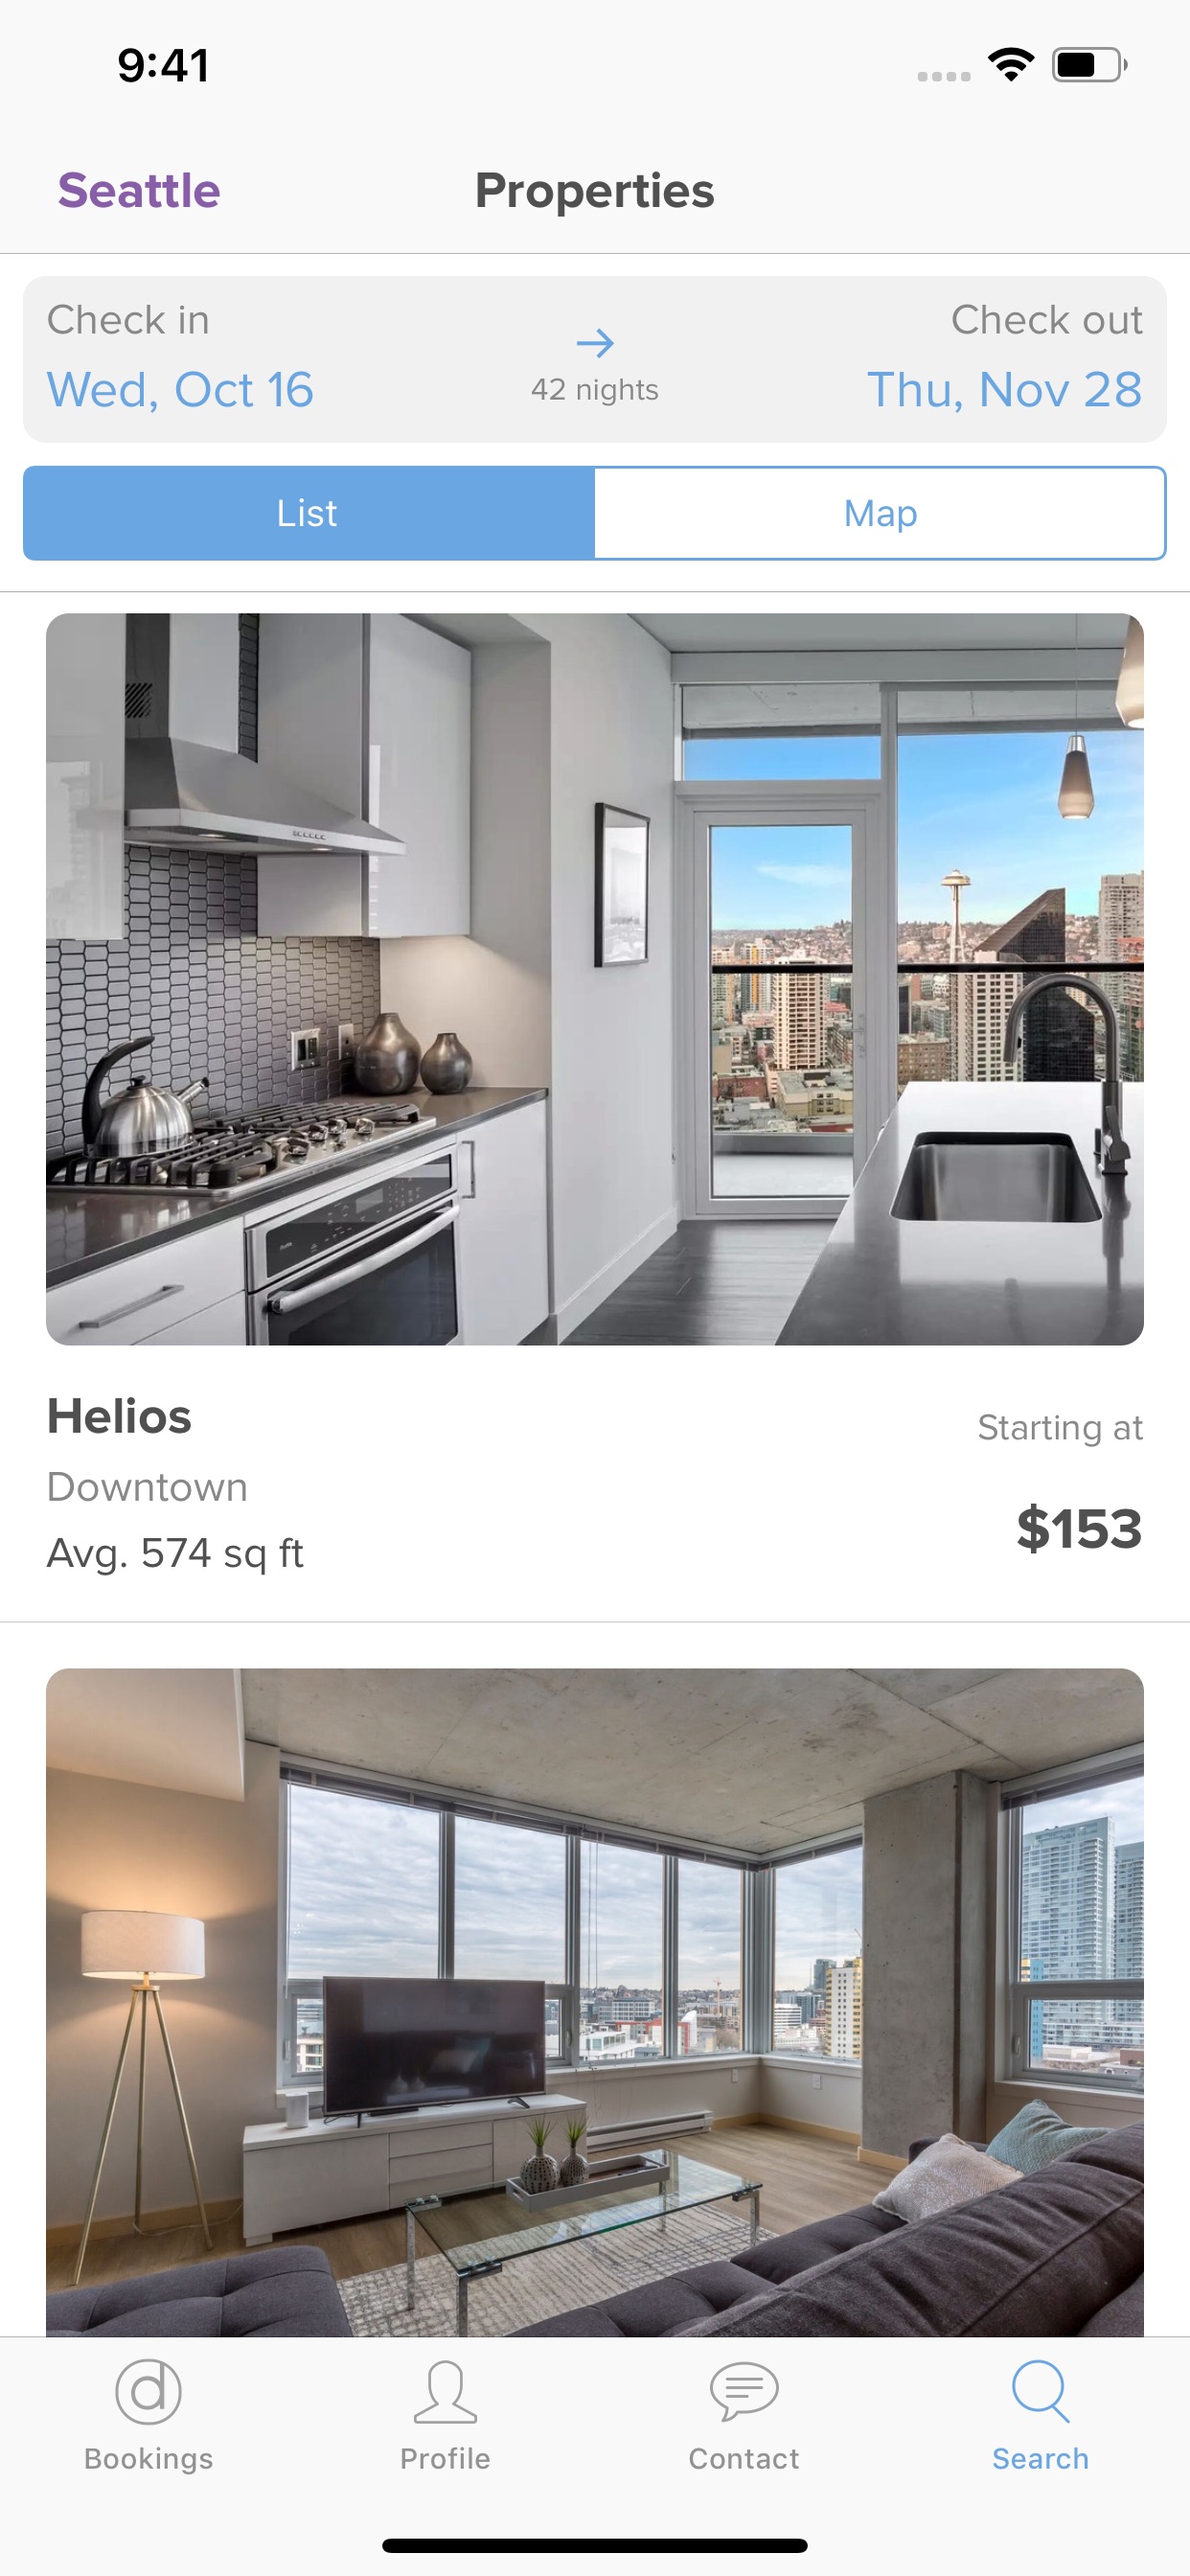 9:41
Seattle
Properties
Check in
Check out
Wed, Oct 16
42 nights
Thu, Nov 28
List
Map
Helios
Starting at
Downtown
$153
Avg. 574 sq ft
Bookings
Profile
Contact
Search